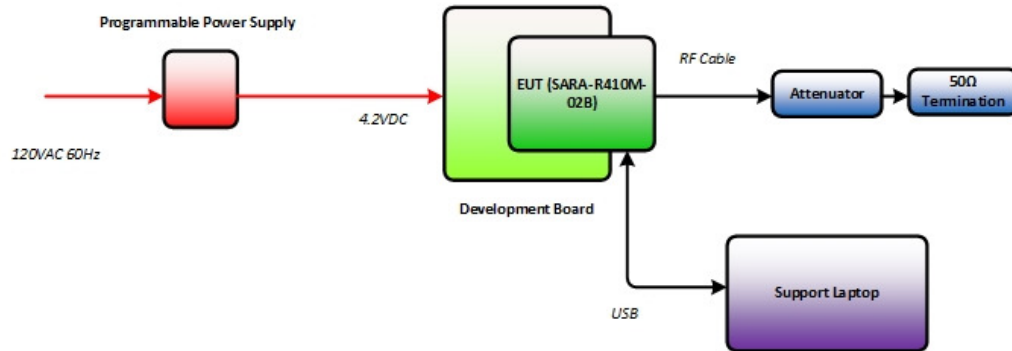 Programmable Power Supply
120VAC 60Hz
4.2VDC
EUT (SARA-R410M-
02B)
Development Board
RF Cable
Attenuator
50Ω
Termination
USB
Support Laptop